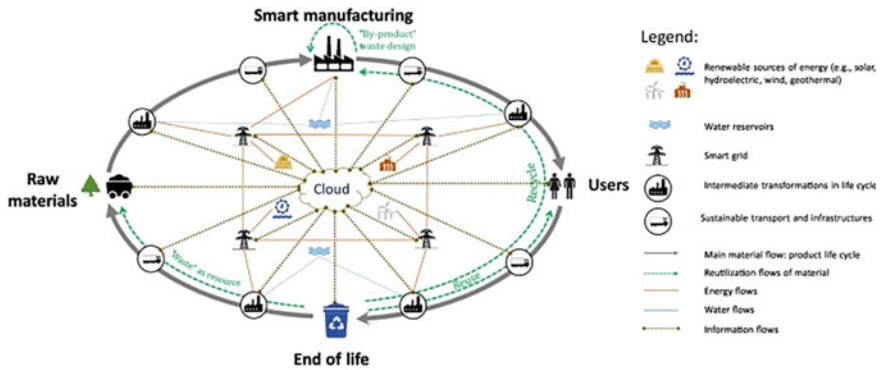 Smart manufacturing
"By-product"
waste design
Legend:
Renewable sources of energy (e.g., solar,
hydroelectric, wind, geothermal)
Water reservoirs
Smart grid
Intermediate transformations in life cycle
Sustainable transport and infrastructures
Main material flow: product life cycle
Reutilization flows of material
Energy flows
Water flows
Information flows
Raw
materials
Cloud
Users
Recycle
Reuse
"Waste" as resource
End of life